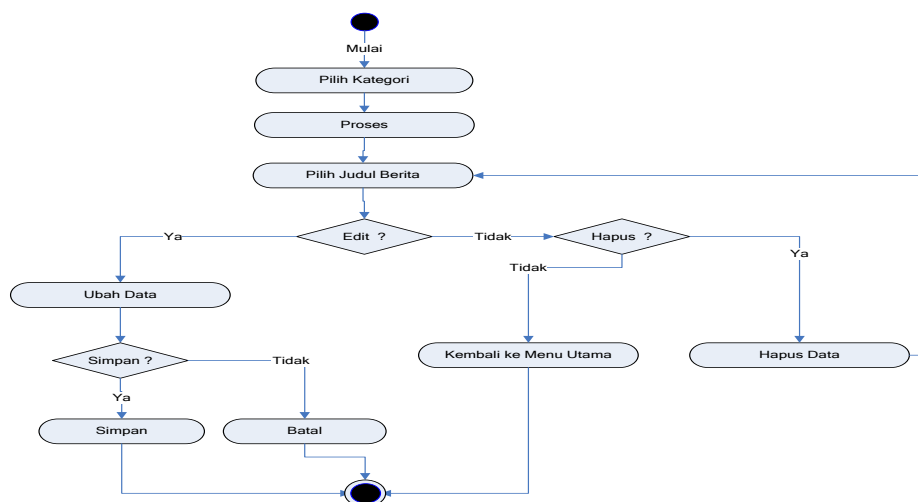 Mulai
Pilih Kategori
Proses
Pilih Judul Berita
Ya
Edit ?
Tidak
Hapus ?
Ya
Tidak
Ubah Data
Simpan ?
Tidak
Kembali ke Menu Utama
Hapus Data
Ya
Simpan
Batal